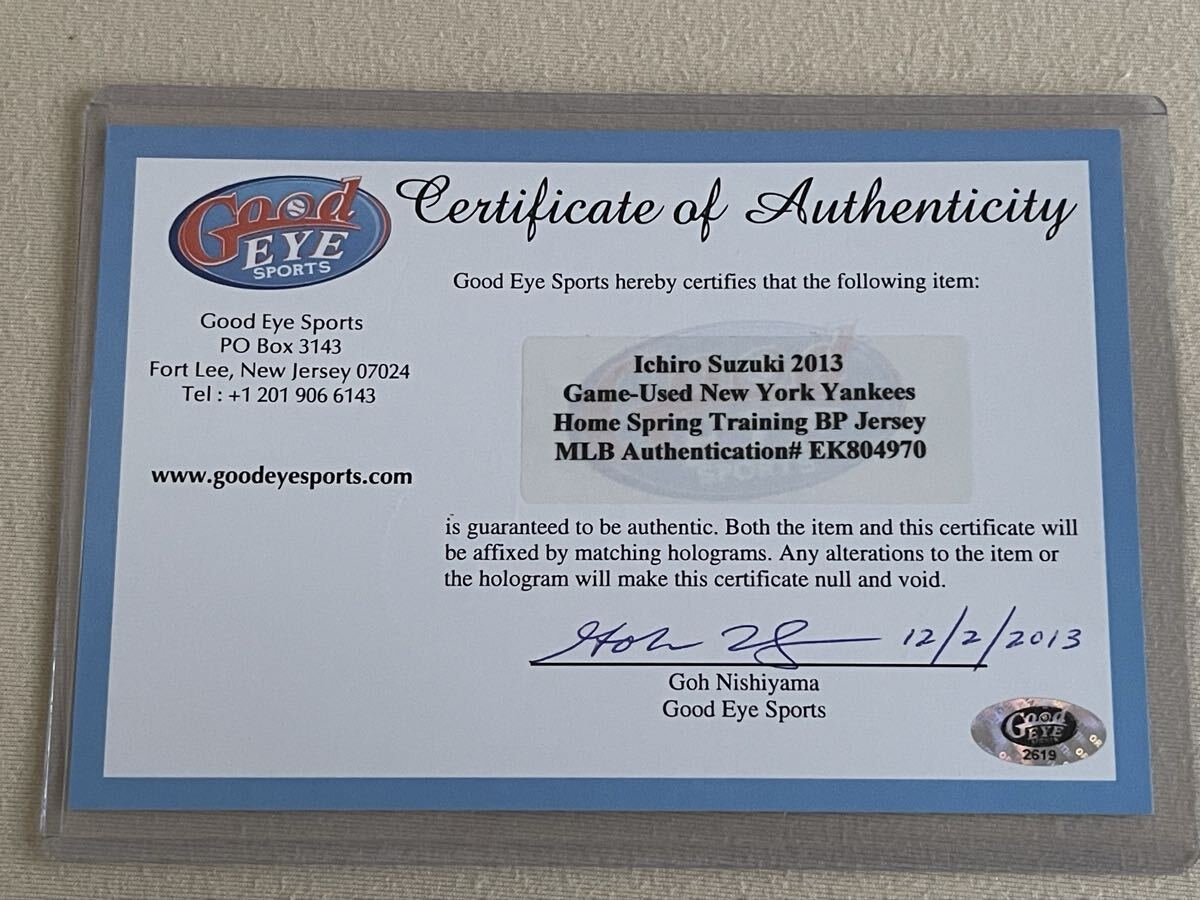 Good
EYE
SPORTS
Certificate of Authenticity
Good Eye Sports hereby certifies that the following item:
Good Eye Sports
PO Box 3143
Fort Lee, New Jersey 07024
Tel : +1 201 906 6143
www.goodeyesports.com
Ichiro Suzuki 2013
Game-Used New York Yankees
Home Spring Training BP Jersey
MLB Authentication# EK804970
is guaranteed to be authentic. Both the item and this certificate will
be affixed by matching holograms. Any alterations to the item or
the hologram will make this certificate null and void.
12/2/2013
Goh Nishiyama
Good Eye Sports
Good
EYE
2619